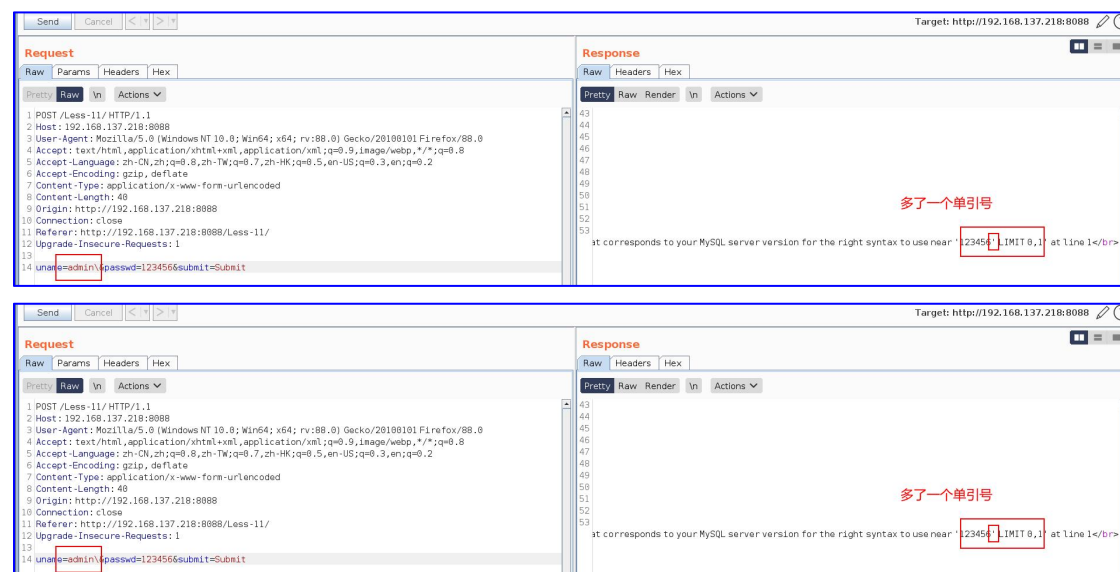 Send Cancel < > Target: http://192.168.137.218:8088
Request
Raw Params Headers Hex
Pretty Raw \n Actions
1 POST /Less-11/ HTTP/1.1
2 Host: 192.168.137.218:8088
3 User-Agent: Mozilla/5.0 (Windows NT 10.0; Win64; x64; rv:88.0) Gecko/20100101 Firefox/88.0
4 Accept: text/html,application/xhtml+xml,application/xml;q=0.9,image/webp,*/*;q=0.8
5 Accept-Language: zh-CN,zh;q=0.8,zh-TW;q=0.7,zh-HK;q=0.5,en-US;q=0.3,en;q=0.2
6 Accept-Encoding: gzip, deflate
7 Content-Type: application/x-www-form-urlencoded
8 Content-Length: 40
9 Origin: http://192.168.137.218:8088
10 Connection: close
11 Referer: http://192.168.137.218:8088/Less-11/
12 Upgrade-Insecure-Requests: 1
13
14 uname=admin\&passwd=123456&submit=Submit
Response
Raw Headers Hex
Pretty Raw Render \n Actions
43
44
45
46
47
48
49
50
51
52
53
多了一个单引号
at corresponds to your MySQL server version for the right syntax to use near '123456' LIMIT 0,1' at line 1</br>
Send Cancel < > Target: http://192.168.137.218:8088
Request
Raw Params Headers Hex
Pretty Raw \n Actions
1 POST /Less-11/ HTTP/1.1
2 Host: 192.168.137.218:8088
3 User-Agent: Mozilla/5.0 (Windows NT 10.0; Win64; x64; rv:88.0) Gecko/20100101 Firefox/88.0
4 Accept: text/html,application/xhtml+xml,application/xml;q=0.9,image/webp,*/*;q=0.8
5 Accept-Language: zh-CN,zh;q=0.8,zh-TW;q=0.7,zh-HK;q=0.5,en-US;q=0.3,en;q=0.2
6 Accept-Encoding: gzip, deflate
7 Content-Type: application/x-www-form-urlencoded
8 Content-Length: 40
9 Origin: http://192.168.137.218:8088
10 Connection: close
11 Referer: http://192.168.137.218:8088/Less-11/
12 Upgrade-Insecure-Requests: 1
13
14 uname=admin\&passwd=123456&submit=Submit
Response
Raw Headers Hex
Pretty Raw Render \n Actions
43
44
45
46
47
48
49
50
51
52
53
多了一个单引号
at corresponds to your MySQL server version for the right syntax to use near '123456' LIMIT 0,1' at line 1</br>